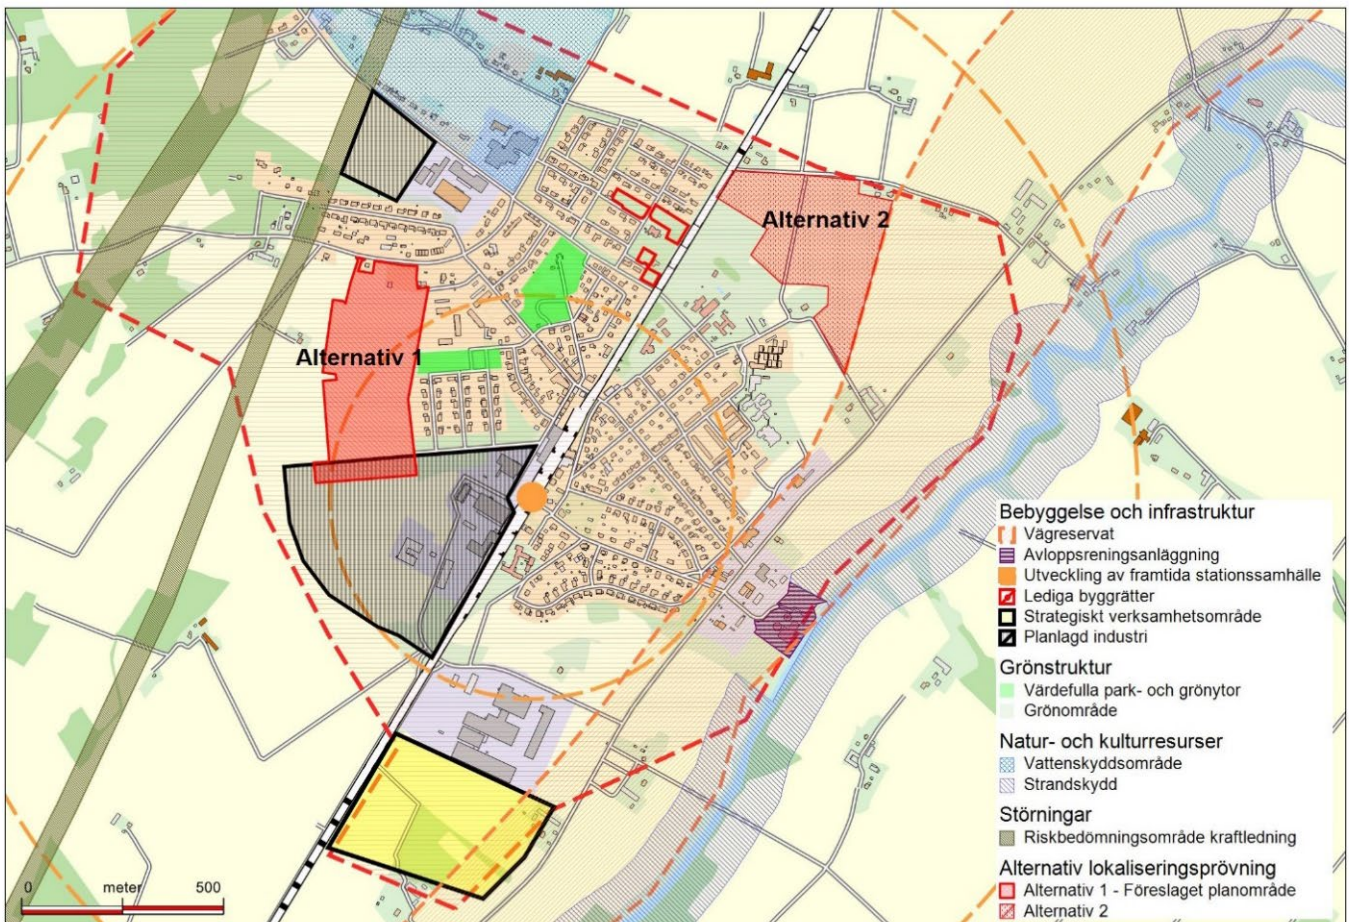 Alternativ 2
Alternativ 1
Bebyggelse och infrastruktur
Vägreservat
Avloppsreningsanläggning
Utveckling av framtida stationssamhälle
Lediga byggrätter
Strategiskt verksamhetsområde
Planlagd industri
Grönstruktur
Värdefulla park- och grönytor
Grönområde
Natur- och kulturresurser
Vattenskyddsområde
Strandskydd
Störningar
Riskbedömningsområde kraftledning
Alternativ lokaliseringsprövning
Alternativ 1 - Föreslaget planområde
Alternativ 2
0 meter 500